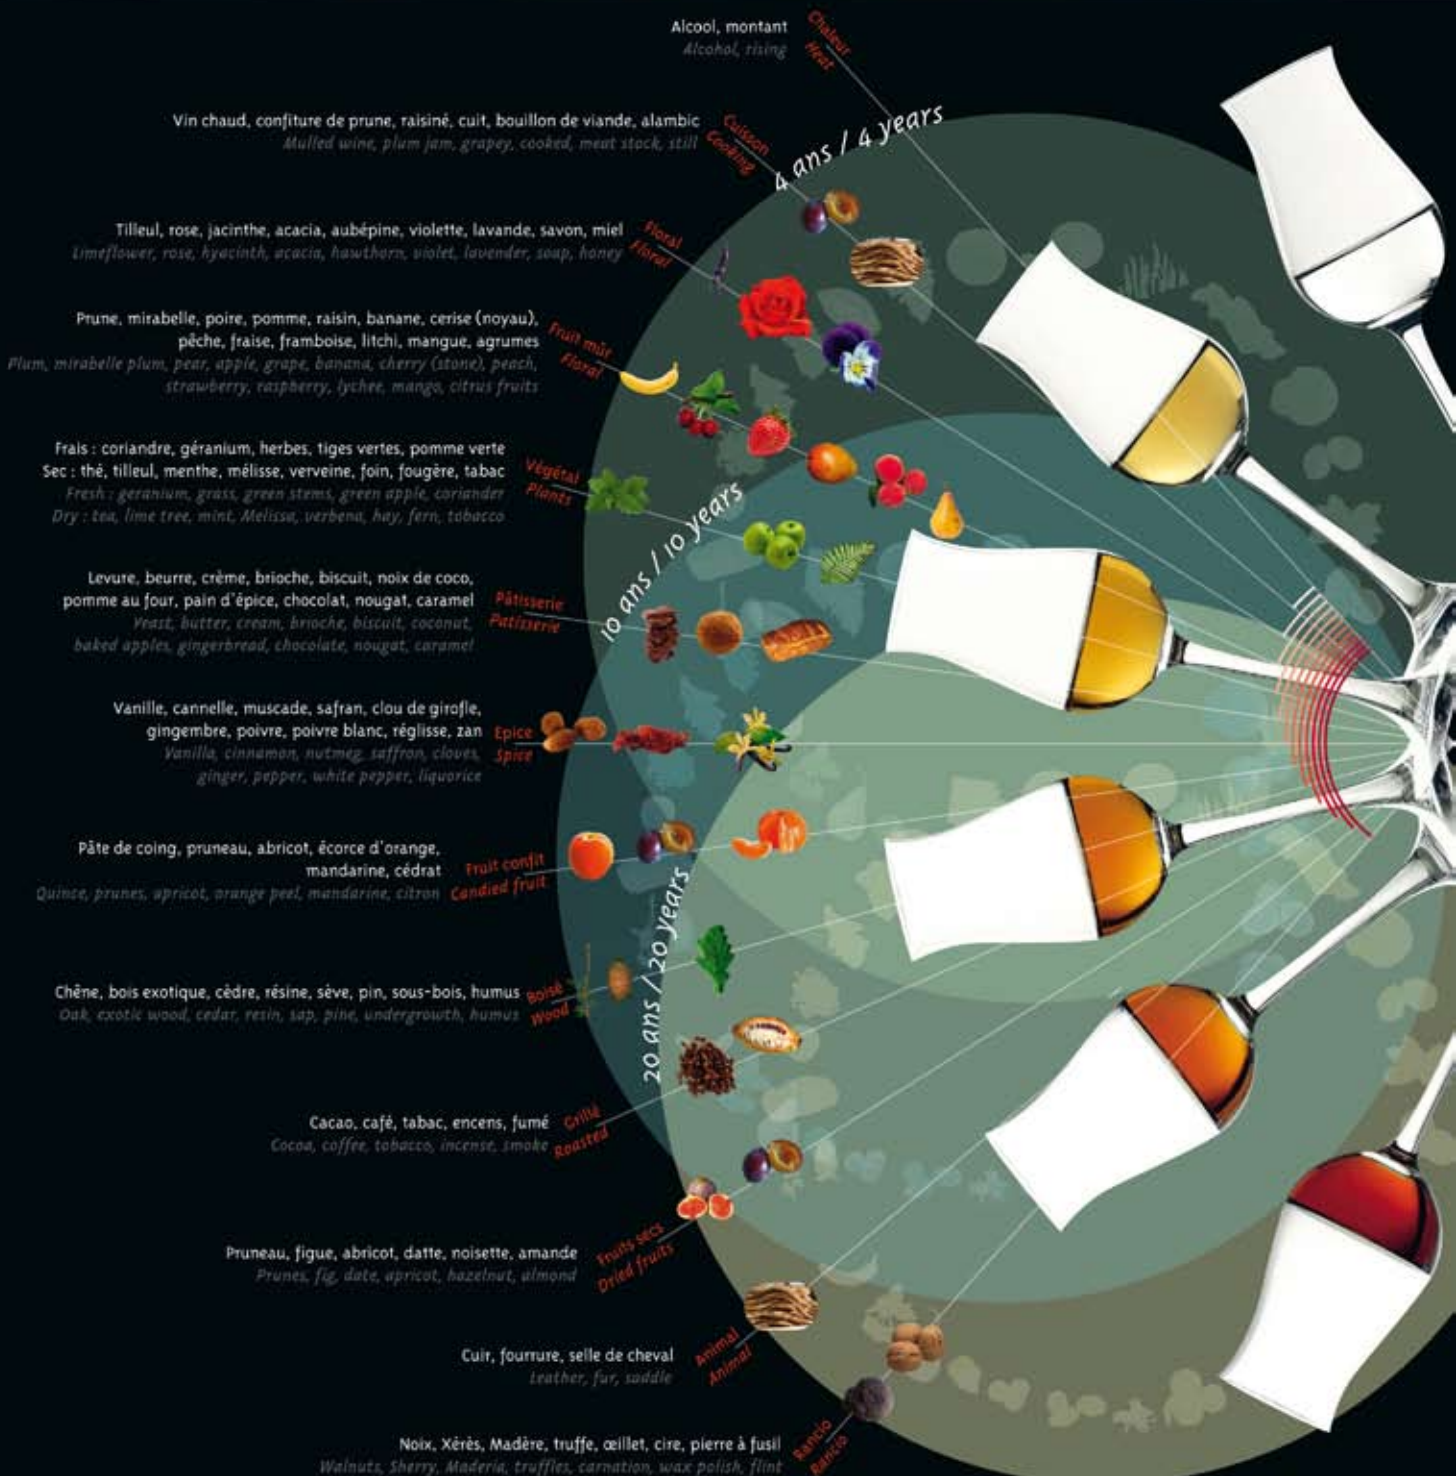 Alcool, montant
Alcohol, rising
Chaleur
Heat
4 ans / 4 years
Vin chaud, confiture de prune, raisiné, cuit, bouillon de viande, alambic
Mulled wine, plum jam, grapey, cooked, meat stock, still
Cuisson
Cooking
Tilleul, rose, jacinthe, acacia, aubépine, violette, lavande, savon, miel
Limeflower, rose, hyacinth, acacia, hawthorn, violet, lavender, soap, honey
Floral
Floral
Prune, mirabelle, poire, pomme, raisin, banane, cerise (noyau),
pêche, fraise, framboise, litchi, mangue, agrumes
Plum, mirabelle plum, pear, apple, grape, banana, cherry (stone), peach,
strawberry, raspberry, lychee, mango, citrus fruits
Fruit mûr
Floral
Frais : coriandre, géranium, herbes, tiges vertes, pomme verte
Sec : thé, tilleul, menthe, mélisse, verveine, foin, fougère, tabac
Fresh : geranium, grass, green stems, green apple, coriander
Dry : tea, lime tree, mint, Melissa, verbena, hay, fern, tobacco
Végétal
Plants
10 ans / 10 years
Levure, beurre, crème, brioche, biscuit, noix de coco,
pomme au four, pain d'épice, chocolat, nougat, caramel
Yeast, butter, cream, brioche, biscuit, coconut,
baked apples, gingerbread, chocolate, nougat, caramel
Pâtisserie
Patisserie
Vanille, cannelle, muscade, safran, clou de girofle,
gingembre, poivre, poivre blanc, réglisse, zan
Vanilla, cinnamon, nutmeg, saffron, cloves,
ginger, pepper, white pepper, liquorice
Epice
Spice
Pâte de coing, pruneau, abricot, écorce d'orange,
mandarine, cédrat
Quince, prunes, apricot, orange peel, mandarine, citron
Fruit confit
Candied fruit
20 ans / 20 years
Chêne, bois exotique, cèdre, résine, sève, pin, sous-bois, humus
Oak, exotic wood, cedar, resin, sap, pine, undergrowth, humus
Boisé
Wood
Cacao, café, tabac, encens, fumé
Cocoa, coffee, tobacco, incense, smoke
Grillé
Roasted
Pruneau, figue, abricot, datte, noisette, amande
Prunes, fig, date, apricot, hazelnut, almond
Fruits secs
Dried fruits
Cuir, fourrure, selle de cheval
Leather, fur, saddle
Animal
Animal
Noix, Xérès, Madère, truffe, œillet, cire, pierre à fusil
Walnuts, Sherry, Maderia, truffles, carnation, wax polish, flint
Rancio
Rancio